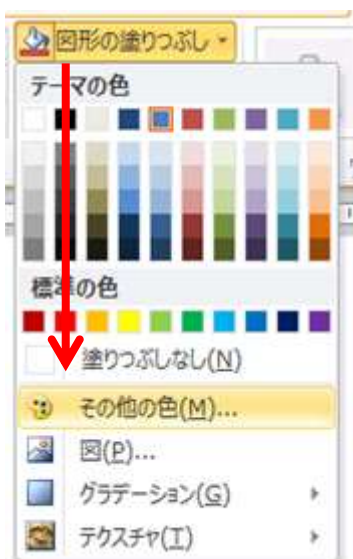 図形の塗りつぶし
テーマの色
標準の色
塗りつぶしなし(N)
その他の色(M)...
図(P)...
グラデーション(G)
テクスチャ(T)